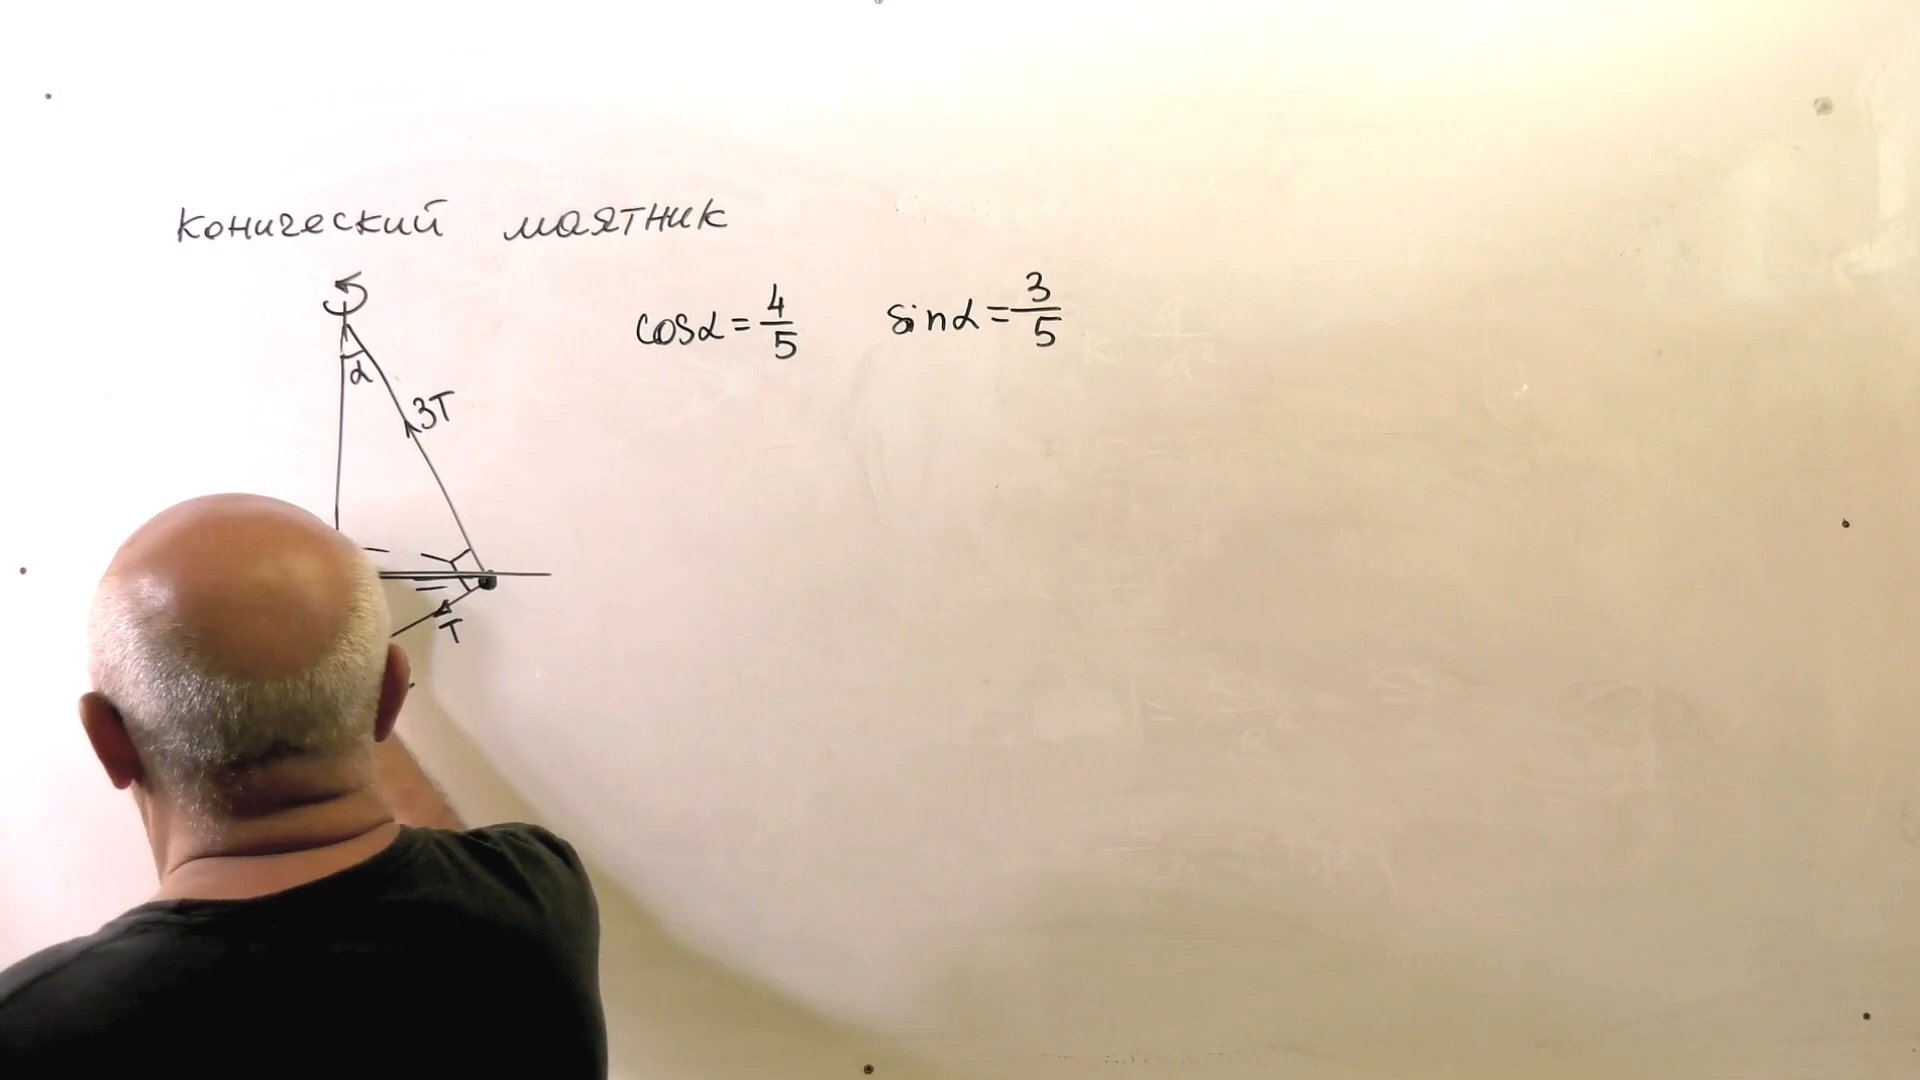 Конический маятник
cosα = 4/5 sinα = 3/5
α
3T
T